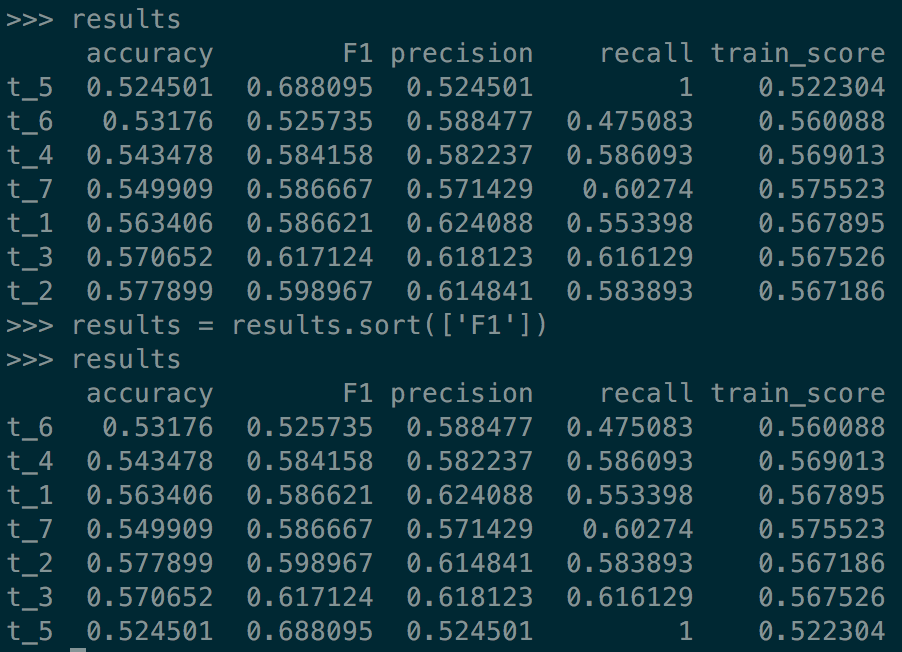 >>> results
     accuracy        F1 precision    recall train_score
t_5  0.524501  0.688095  0.524501         1    0.522304
t_6   0.53176  0.525735  0.588477  0.475083    0.560088
t_4  0.543478  0.584158  0.582237  0.586093    0.569013
t_7  0.549909  0.586667  0.571429   0.60274    0.575523
t_1  0.563406  0.586621  0.624088  0.553398    0.567895
t_3  0.570652  0.617124  0.618123  0.616129    0.567526
t_2  0.577899  0.598967  0.614841  0.583893    0.567186
>>> results = results.sort(['F1'])
>>> results
     accuracy        F1 precision    recall train_score
t_6   0.53176  0.525735  0.588477  0.475083    0.560088
t_4  0.543478  0.584158  0.582237  0.586093    0.569013
t_1  0.563406  0.586621  0.624088  0.553398    0.567895
t_7  0.549909  0.586667  0.571429   0.60274    0.575523
t_2  0.577899  0.598967  0.614841  0.583893    0.567186
t_3  0.570652  0.617124  0.618123  0.616129    0.567526
t_5  0.524501  0.688095  0.524501         1    0.522304